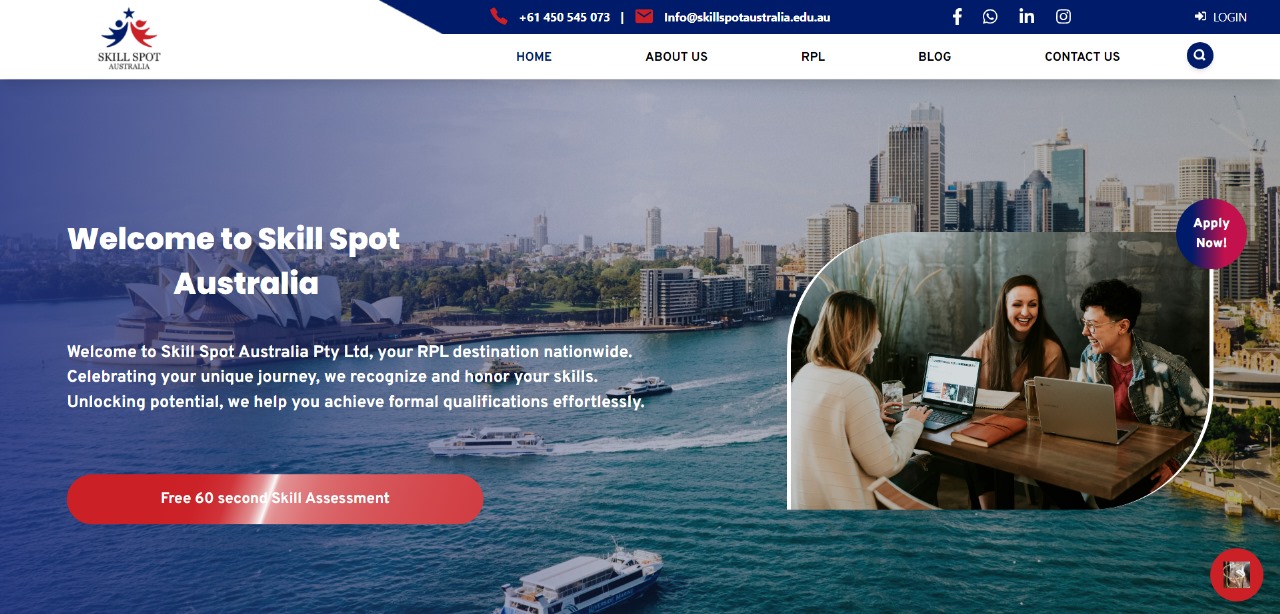 +61 450 545 073 | Info@skillspotaustralia.edu.au
LOGIN
SKILL SPOT
AUSTRALIA
HOME ABOUT US RPL BLOG CONTACT US
Welcome to Skill Spot
Australia
Apply
Now!
Welcome to Skill Spot Australia Pty Ltd, your RPL destination nationwide.
Celebrating your unique journey, we recognize and honor your skills.
Unlocking potential, we help you achieve formal qualifications effortlessly.
Free 60 second Skill Assessment